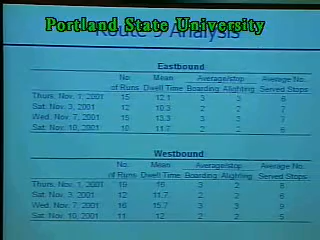 Portland State University
Route 9 Analysis
Eastbound
No. Mean Average/stop Average No.
of Runs Dwell Time Boarding Alighting Served Stops
Thurs. Nov. 1, 2001 15 12.1 3 3 8
Sat. Nov. 3, 2001 12 10.3 2 2 7
Wed. Nov. 7, 2001 15 13.3 3 3 7
Sat. Nov. 10, 2001 10 11.7 2 2 6
Westbound
No. Mean Average/stop Average No.
of Runs Dwell Time Boarding Alighting Served Stops
Thurs. Nov. 1, 2001 16 3 2 8
Sat. Nov. 3, 2001 12 11.7 2 2 6
Wed. Nov. 7, 2001 16 15.7 3 3 9
Sat. Nov. 10, 2001 11 12 2 2 5